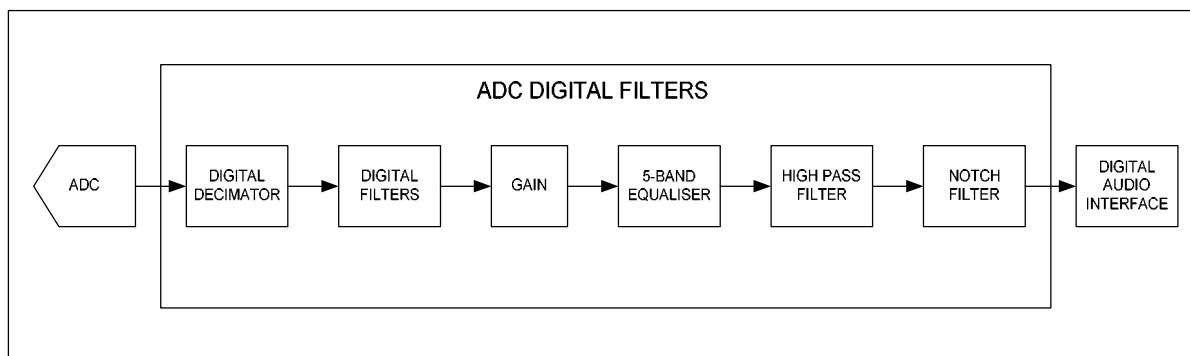 ADC DIGITAL FILTERS
ADC
DIGITAL
DECIMATOR
DIGITAL
FILTERS
GAIN
5-BAND
EQUALISER
HIGH PASS
FILTER
NOTCH
FILTER
DIGITAL
AUDIO
INTERFACE